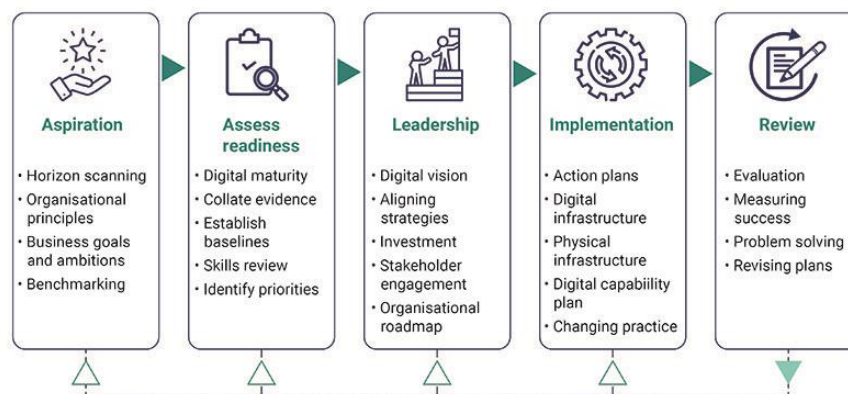 Aspiration
• Horizon scanning
• Organisational
principles
• Business goals
and ambitions
• Benchmarking
Assess
readiness
• Digital maturity
• Collate evidence
• Establish
baselines
• Skills review
• Identify priorities
Leadership
• Digital vision
• Aligning
strategies
• Investment
• Stakeholder
engagement
• Organisational
roadmap
Implementation
• Action plans
• Digital
infrastructure
• Physical
infrastructure
• Digital capabiility
plan
• Changing practice
Review
• Evaluation
• Measuring
success
• Problem solving
• Revising plans